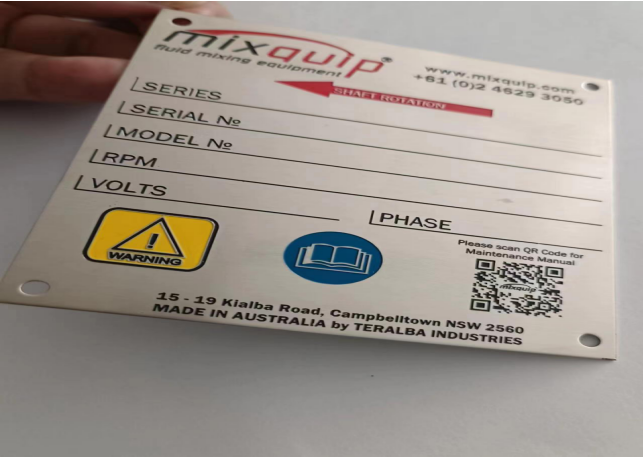 mixquip®
fluid mixing equipment
www.mixquip.com
+61 (0)2 4629 3050
SHAFT ROTATION
SERIES
SERIAL No
MODEL No
RPM
VOLTS
PHASE
WARNING
Please scan QR Code for
Maintenance Manual
mixquip
15 - 19 Kialba Road, Campbelltown NSW 2560
MADE IN AUSTRALIA by TERALBA INDUSTRIES